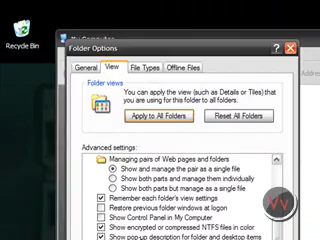 My Computer
Folder Options
Recycle Bin
General
View
File Types
Offline Files
Folder views
You can apply the view (such as Details or Tiles) that
you are using for this folder to all folders.
Apply to All Folders
Reset All Folders
Advanced settings:
Managing pairs of Web pages and folders
Show and manage the pair as a single file
Show both parts and manage them individually
Show both parts but manage as a single file
Remember each folder's view settings
Restore previous folder windows at logon
Show Control Panel in My Computer
Show encrypted or compressed NTFS files in color
Show pop-up description for folder and desktop items